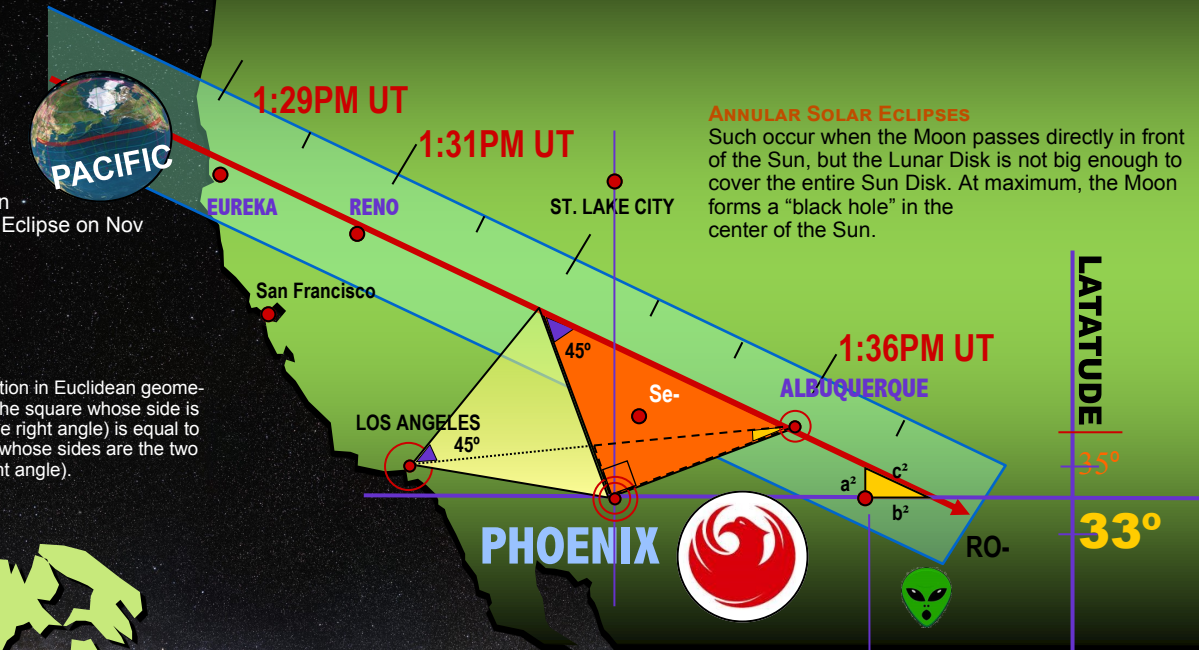 1:29PM UT
1:31PM UT
PACIFIC
n
Eclipse on Nov
EUREKA
RENO
ST. LAKE CITY
San Francisco
ANNULAR SOLAR ECLIPSES
Such occur when the Moon passes directly in front
of the Sun, but the Lunar Disk is not big enough to
cover the entire Sun Disk. At maximum, the Moon
forms a “black hole” in the
center of the Sun.
LATATUDE
1:36PM UT
ALBUQUERQUE
45º
Se-
tion in Euclidean geome-
he square whose side is
e right angle) is equal to
whose sides are the two
ht angle).
LOS ANGELES
45º
35º
a²
c²
b²
PHOENIX
33º
RO-